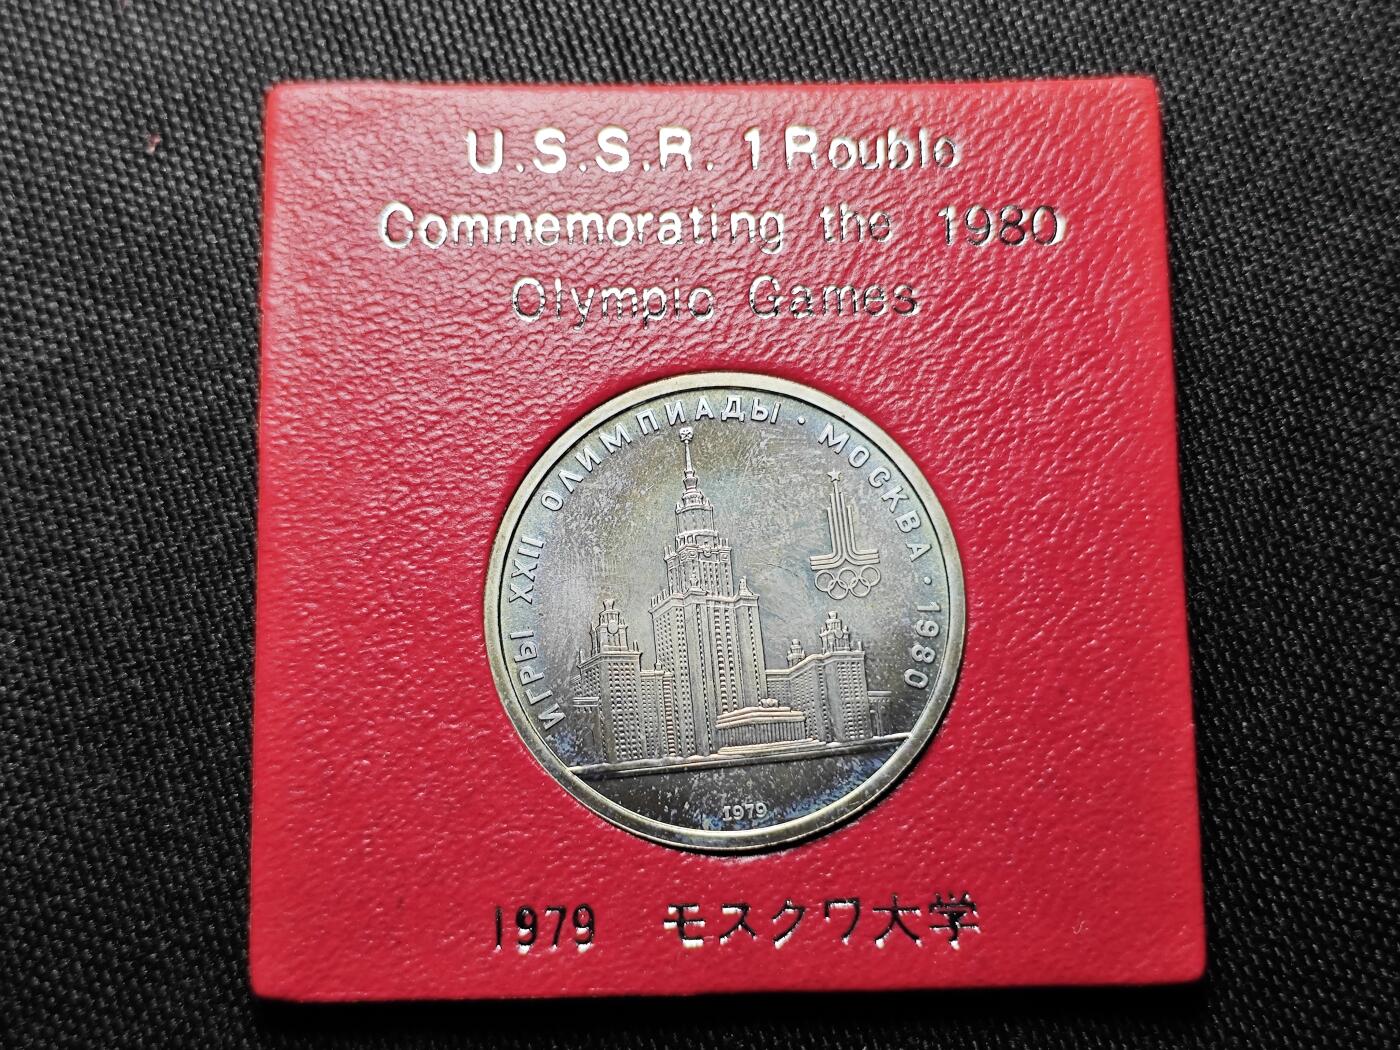 U.S.S.R. 1 Rouble
Commemorating the 1980
Olympic Games
ИГРЫ XXII ОЛИМПИАДЫ · МОСКВА · 1980
1979
1979 モスクワ大学